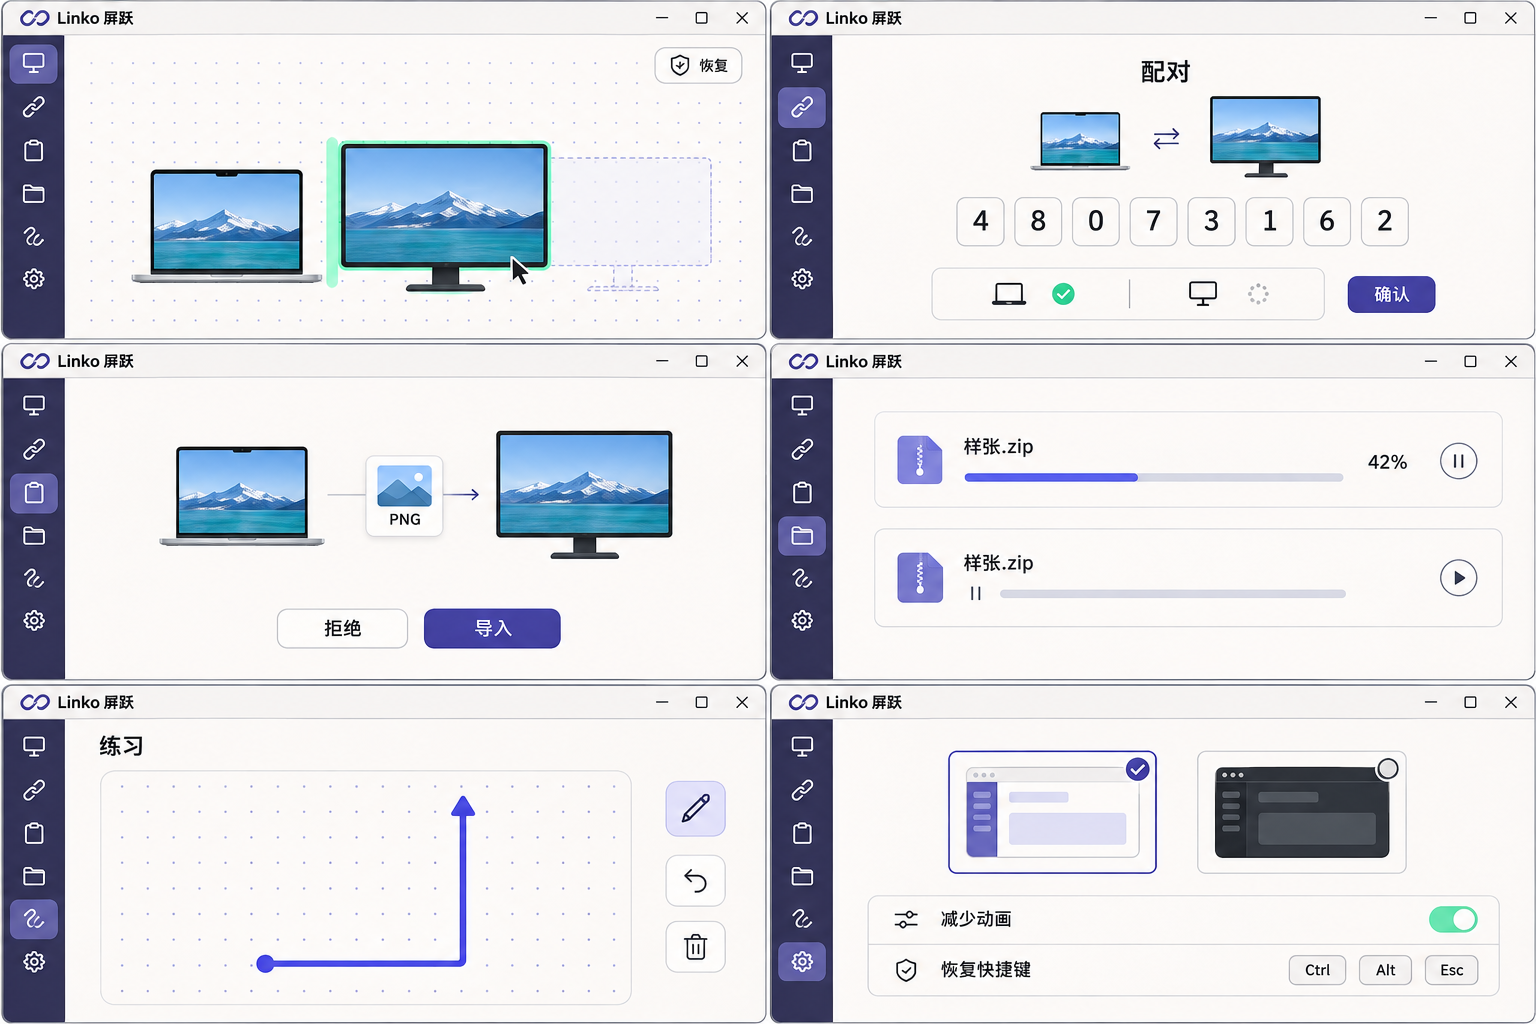 Linko 屏跃
恢复
Linko 屏跃
配对
4 8 0 7 3 1 6 2
确认
Linko 屏跃
PNG
拒绝 导入
Linko 屏跃
样张.zip
42%
样张.zip
Linko 屏跃
练习
Linko 屏跃
减少动画
恢复快捷键 Ctrl Alt Esc